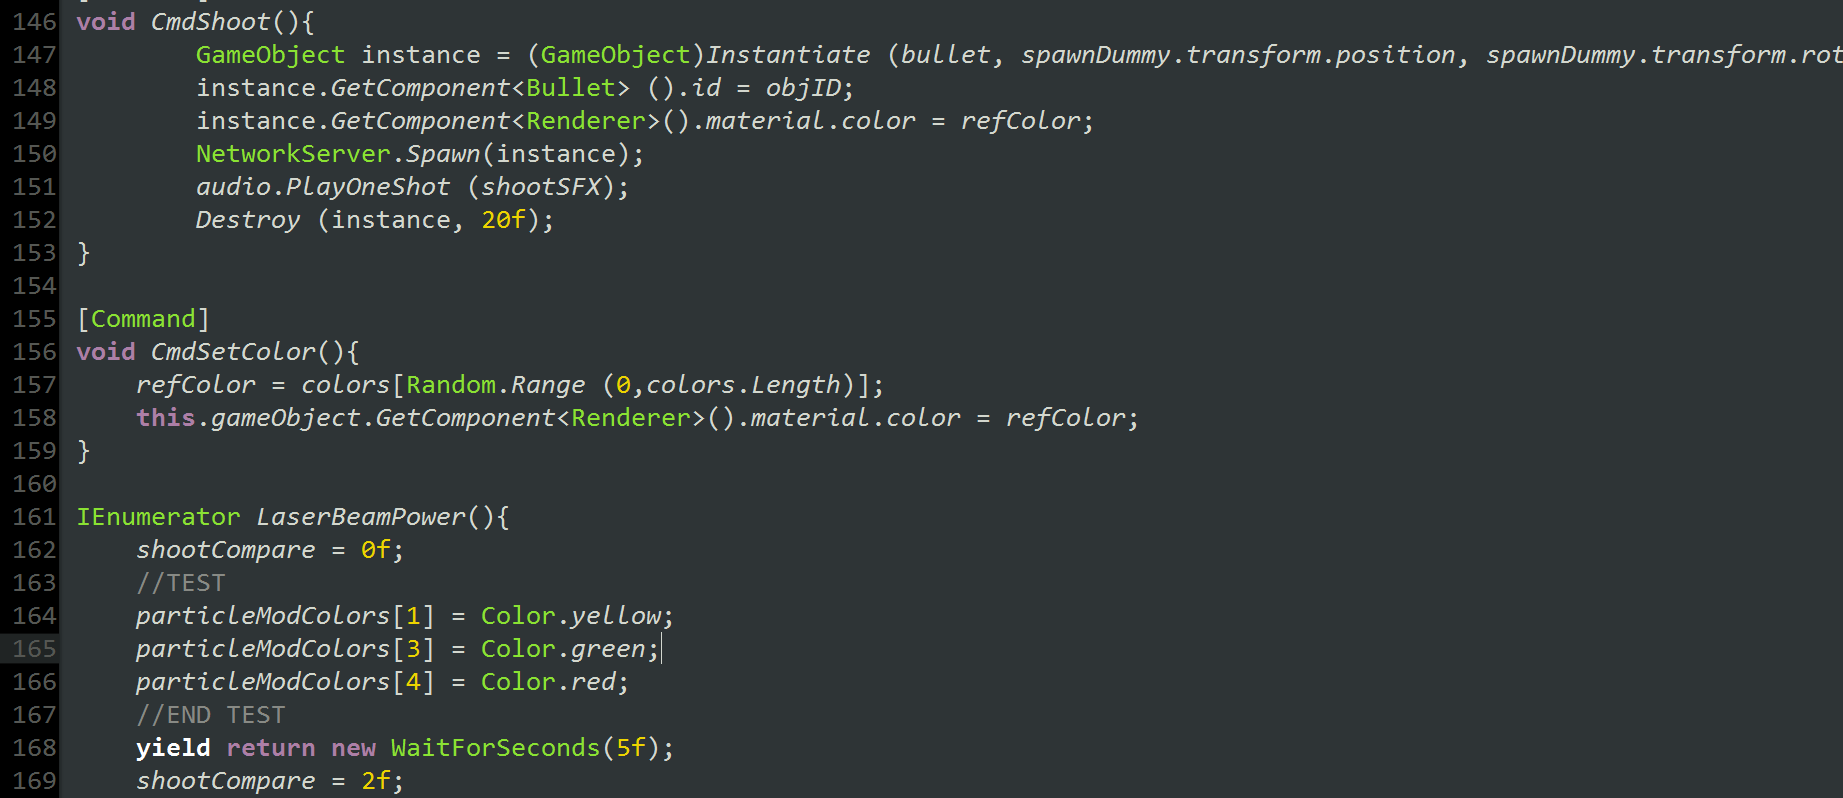 146 void CmdShoot(){
147 GameObject instance = (GameObject)Instantiate (bullet, spawnDummy.transform.position, spawnDummy.transform.rot
148 instance.GetComponent<Bullet> ().id = objID;
149 instance.GetComponent<Renderer>().material.color = refColor;
150 NetworkServer.Spawn(instance);
151 audio.PlayOneShot (shootSFX);
152 Destroy (instance, 20f);
153 }
154
155 [Command]
156 void CmdSetColor(){
157 refColor = colors[Random.Range (0,colors.Length)];
158 this.gameObject.GetComponent<Renderer>().material.color = refColor;
159 }
160
161 IEnumerator LaserBeamPower(){
162 shootCompare = 0f;
163 //TEST
164 particleModColors[1] = Color.yellow;
165 particleModColors[3] = Color.green;
166 particleModColors[4] = Color.red;
167 //END TEST
168 yield return new WaitForSeconds(5f);
169 shootCompare = 2f;